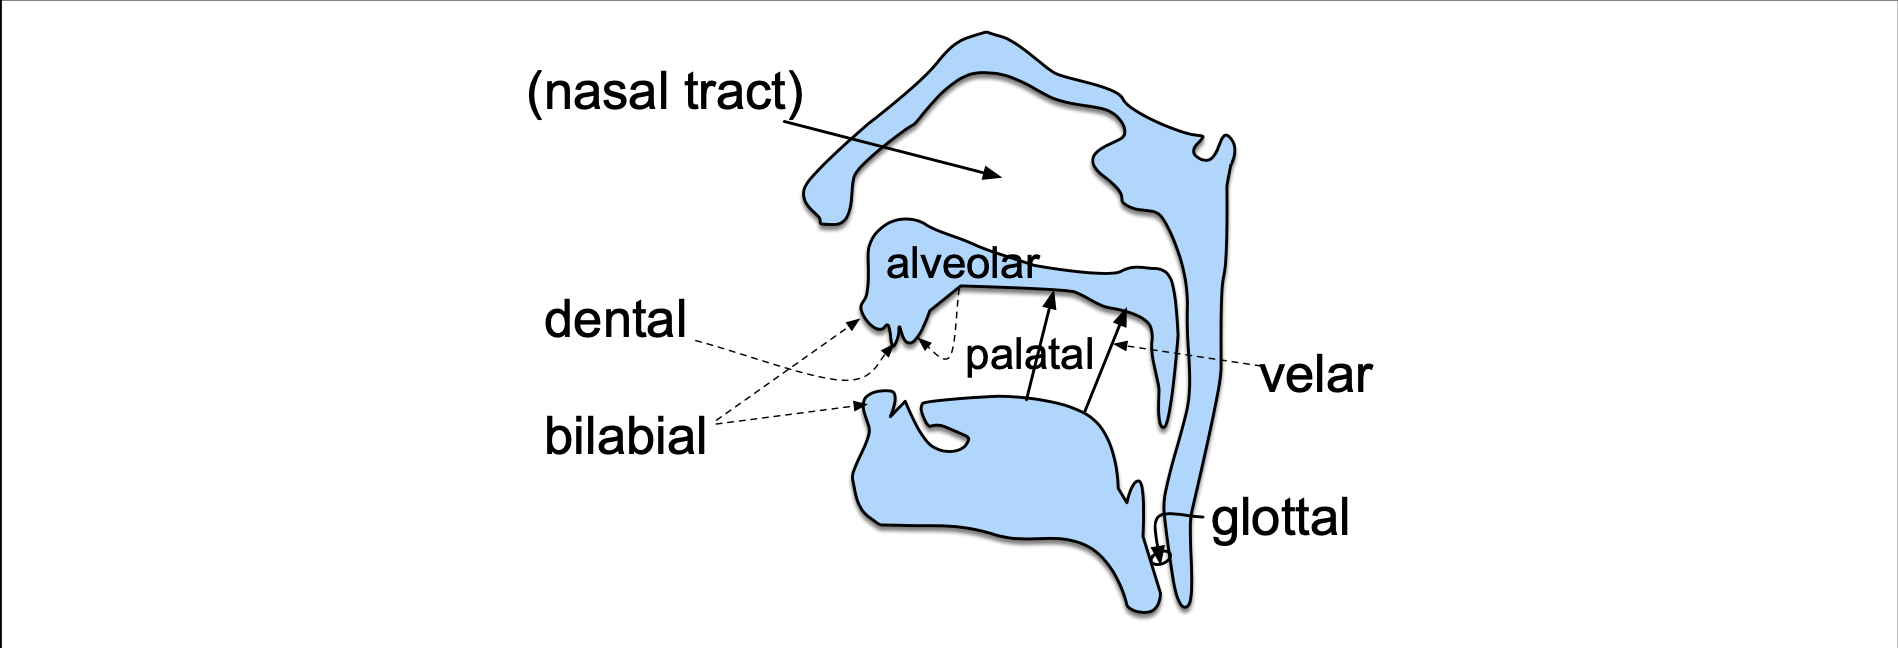 (nasal tract)
alveolar
dental
palatal
velar
bilabial
glottal